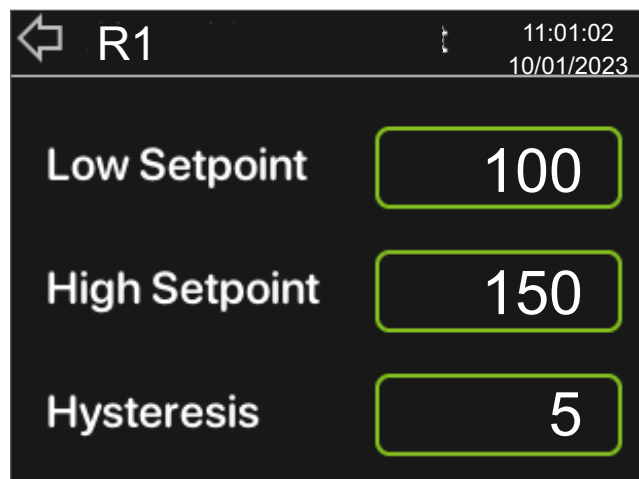 R1
11:01:02
10/01/2023
Low Setpoint 100
High Setpoint 150
Hysteresis 5